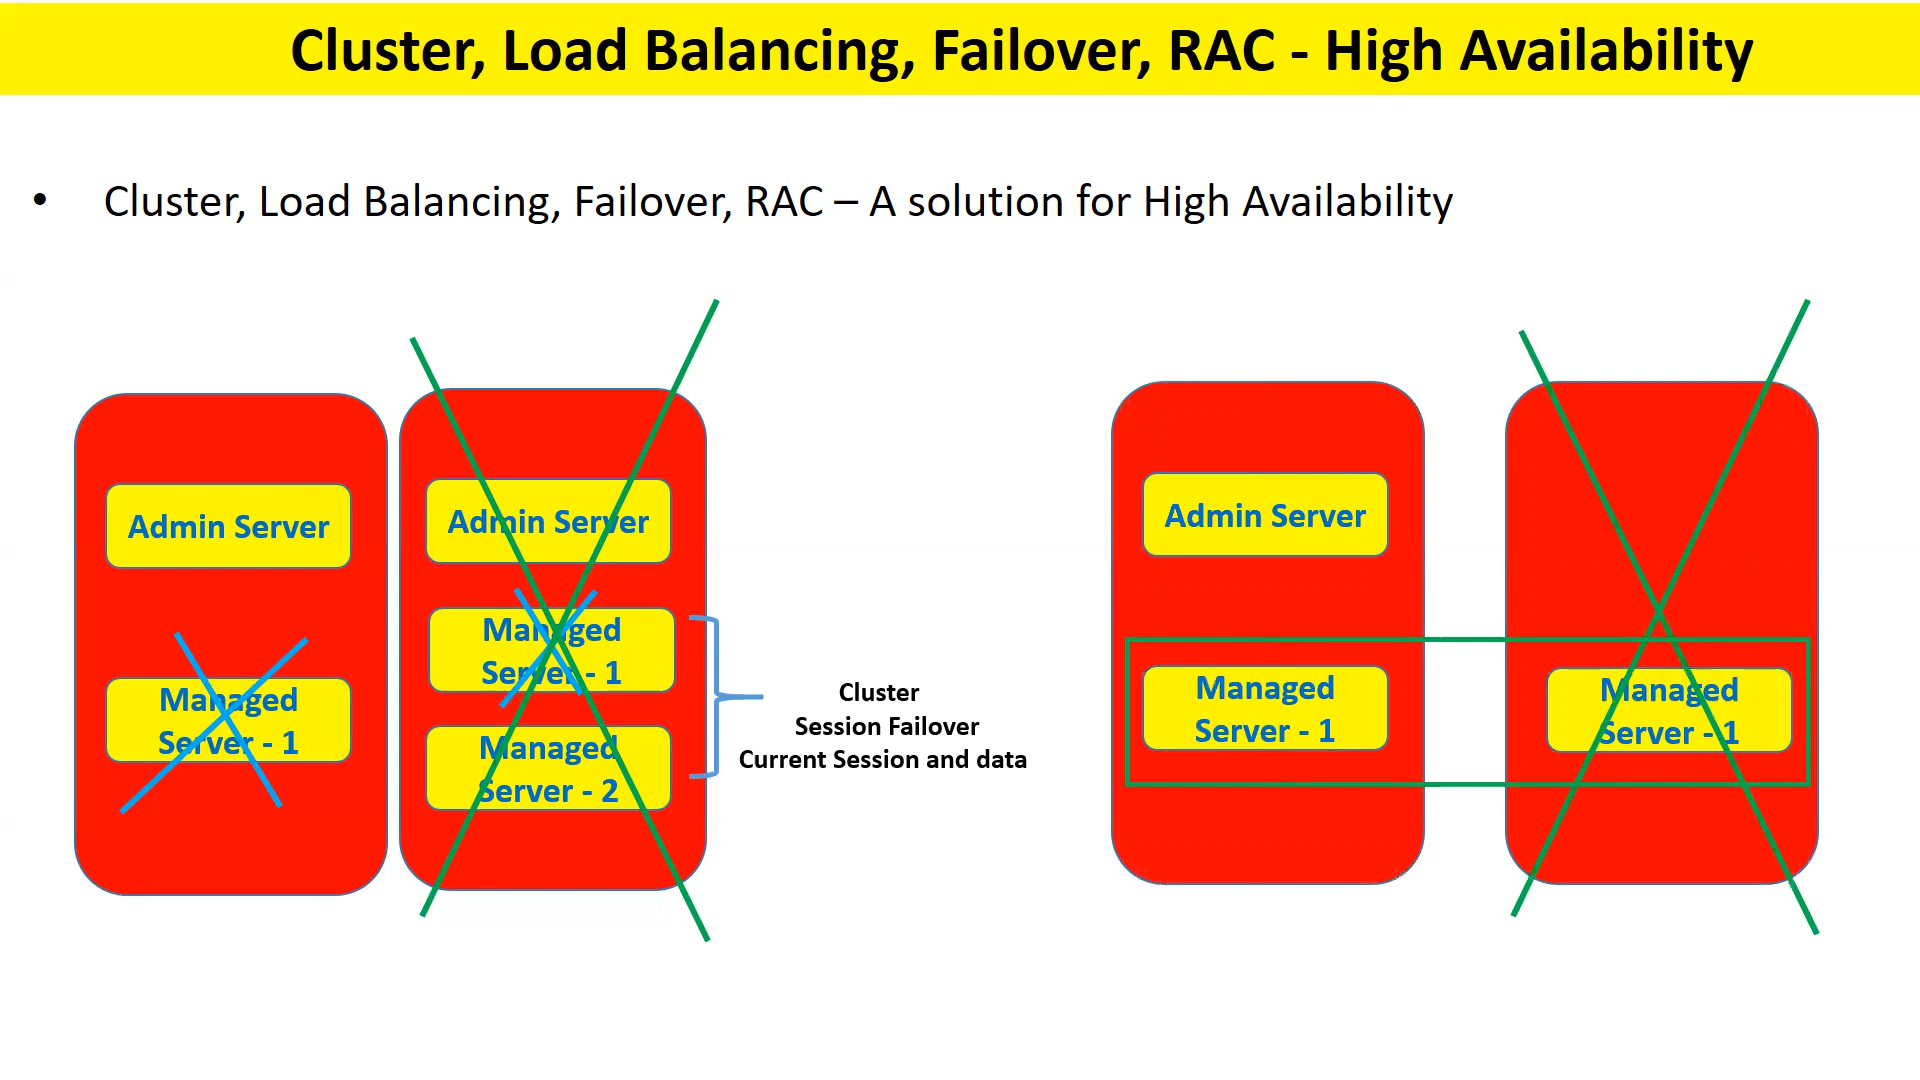 Cluster, Load Balancing, Failover, RAC - High Availability
• Cluster, Load Balancing, Failover, RAC – A solution for High Availability
Admin Server
Managed
Server - 1
Admin Server
Managed
Server - 1
Managed
Server - 2
Cluster
Session Failover
Current Session and data
Admin Server
Managed
Server - 1
Managed
Server - 1